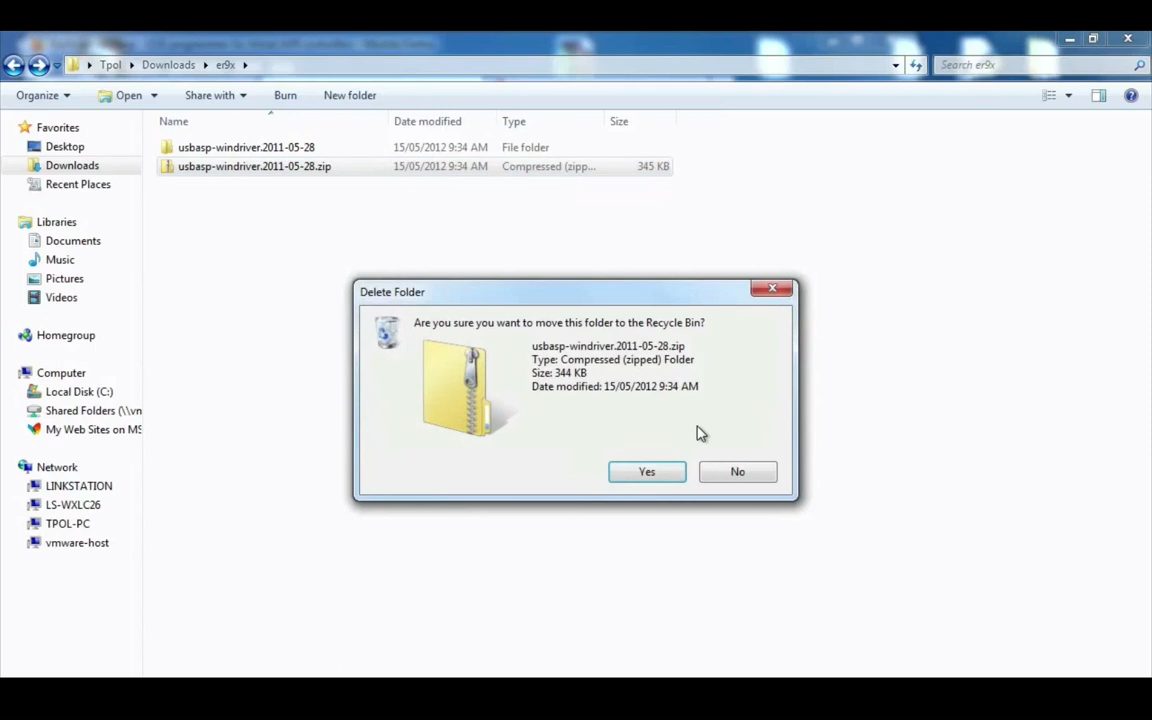 Tpol Downloads er9x
Search er9x
Organize Open Share with Burn New folder
Name Date modified Type Size
Favorites
Desktop
Downloads
Recent Places
Libraries
Documents
Music
Pictures
Videos
Homegroup
Computer
Local Disk (C:)
Shared Folders (\\vn
My Web Sites on MS
Network
LINKSTATION
LS-WXLC26
TPOL-PC
vmware-host
usbasp-windriver.2011-05-28 15/05/2012 9:34 AM File folder
usbasp-windriver.2011-05-28.zip 15/05/2012 9:34 AM Compressed (zipp... 345 KB
Delete Folder
Are you sure you want to move this folder to the Recycle Bin?
usbasp-windriver.2011-05-28.zip
Type: Compressed (zipped) Folder
Size: 344 KB
Date modified: 15/05/2012 9:34 AM
Yes No